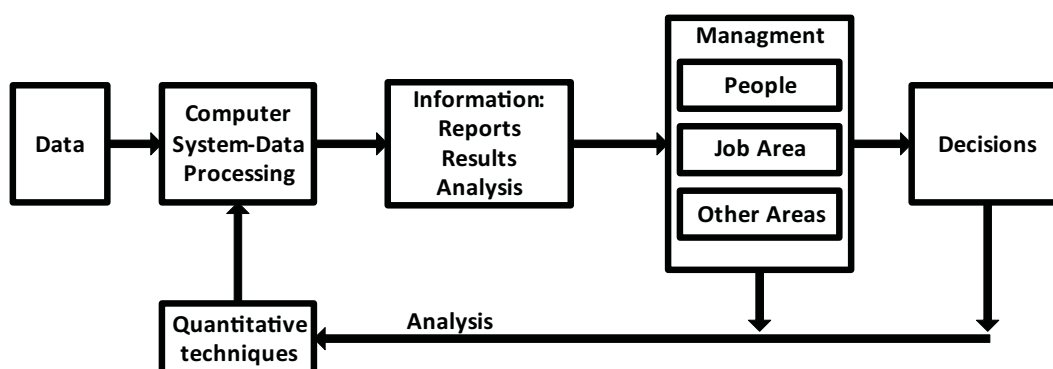 Data
Computer
System-Data
Processing
Information:
Reports
Results
Analysis
Managment
People
Job Area
Other Areas
Decisions
Analysis
Quantitative
techniques